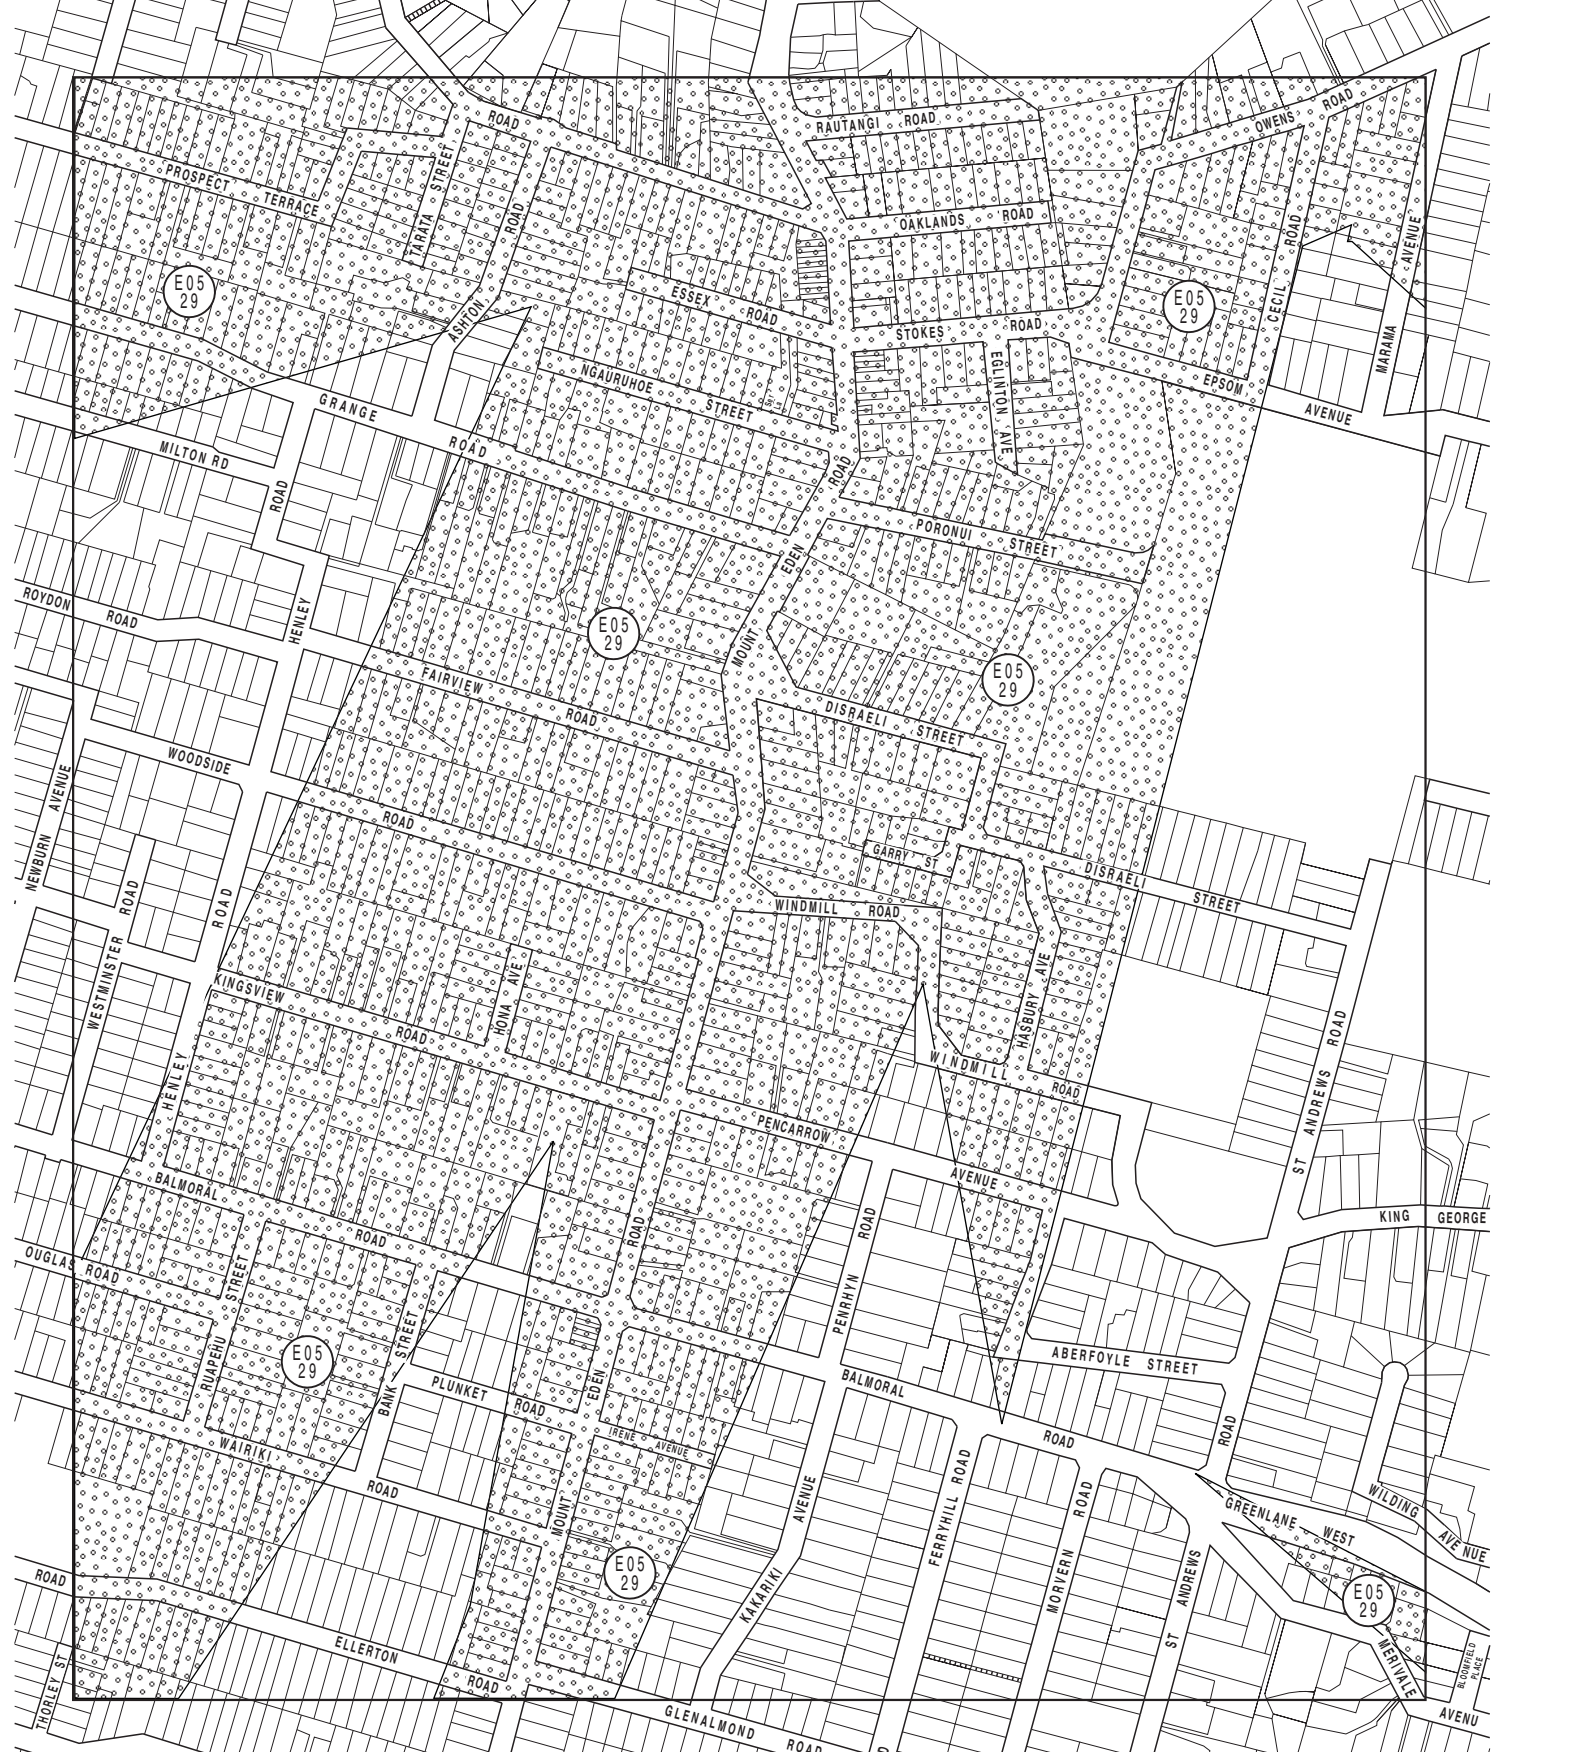 ROAD
OWENS
ROAD
RAUTANGI ROAD
PROSPECT
TERRACE
TARATA STREET
ROAD
ASHTON
OAKLANDS ROAD
CECIL ROAD
MARAMA AVENUE
E05
29
E05
29
ESSEX
ROAD
STOKES ROAD
EGLINTON AVE
NGAURUHOE
STREET
EPSOM
AVENUE
GRANGE
ROAD
MILTON RD
ROAD
HENLEY
ROAD
EDEN
MOUNT
PORONUI STREET
ROYDON
ROAD
E05
29
E05
29
FAIRVIEW
ROAD
DISRAELI
STREET
WOODSIDE
ROAD
NEWBURN AVENUE
GARRY ST
DISRAELI
STREET
WINDMILL ROAD
ROAD
WESTMINSTER
ROAD
HENLEY
KINGSVIEW
ROAD
HONA AVE
HASBURY AVE
WINDMILL
ROAD
ST ANDREWS ROAD
PENCARROW
AVENUE
BALMORAL
ROAD
ROAD
PENRHYN ROAD
KING GEORGE
OUGLAS ROAD
RUAPEHU STREET
BANK STREET
E05
29
PLUNKET
ROAD
EDEN
MOUNT
IRENE AVENUE
BALMORAL
ROAD
ABERFOYLE STREET
ROAD
WAIRIKI
ROAD
KAKARIKI AVENUE
FERRYHILL ROAD
MORVERN ROAD
ST ANDREWS
GREENLANE WEST
WILDING
AVENUE
E05
29
E05
29
ROAD
ELLERTON
ROAD
THORLEY ST
GLENALMOND
ROAD
MERIVALE
AVENU
BLOOMFIELD
PLACE